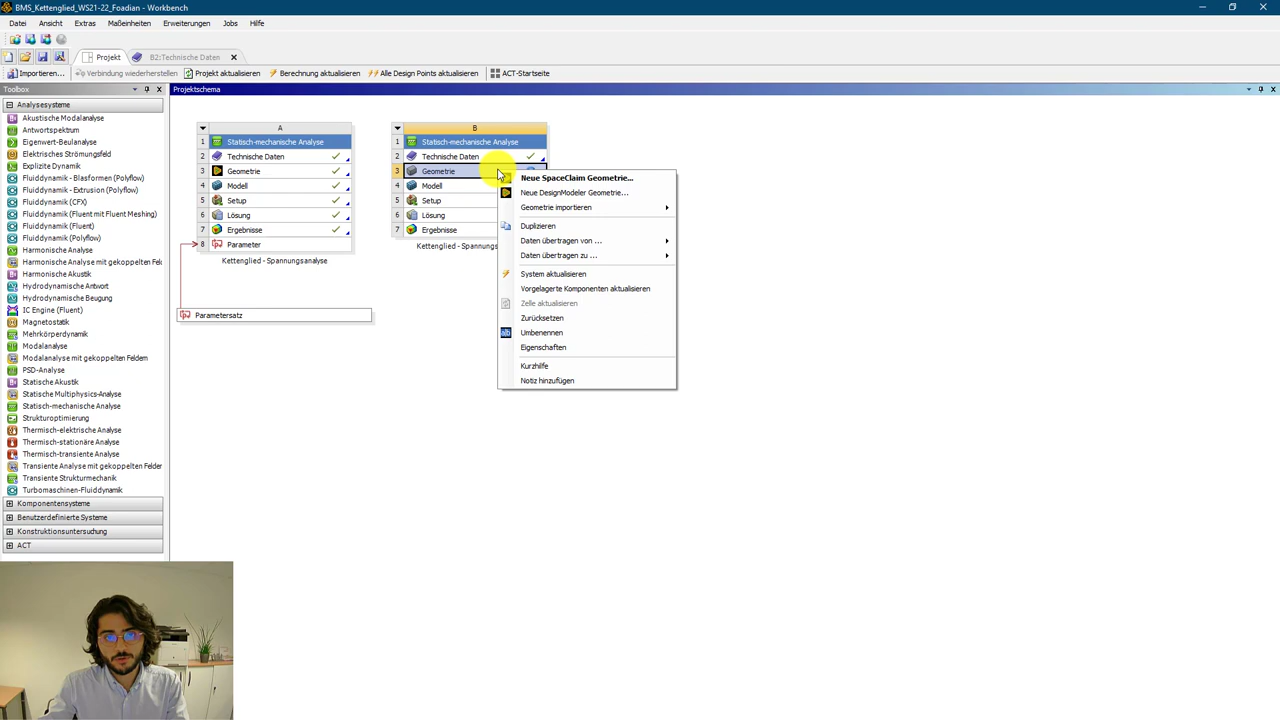 BMS_Kettenglied_WS21-22_Foadian - Workbench
Datei Ansicht Extras Maßeinheiten Erweiterungen Jobs Hilfe
Projekt B2:Technische Daten
Importieren... Verbindung wiederherstellen Projekt aktualisieren Berechnung aktualisieren Alle Design Points aktualisieren ACT-Startseite
Toolbox
Projektschema
Analysesysteme
Akustische Modalanalyse
Antwortspektrum
Eigenwert-Beulanalyse
Elektrisches Strömungsfeld
Explizite Dynamik
Fluiddynamik - Blasformen (Polyflow)
Fluiddynamik - Extrusion (Polyflow)
Fluiddynamik (CFX)
Fluiddynamik (Fluent mit Fluent Meshing)
Fluiddynamik (Fluent)
Fluiddynamik (Polyflow)
Harmonische Analyse
Harmonische Analyse mit gekoppelten Feldern
Harmonische Akustik
Hydrodynamische Antwort
Hydrodynamische Beugung
IC Engine (Fluent)
Magnetostatik
Mehrkörperdynamik
Modalanalyse
Modalanalyse mit gekoppelten Feldern
PSD-Analyse
Statische Akustik
Statische Multiphysics-Analyse
Statisch-mechanische Analyse
Strukturoptimierung
Thermisch-elektrische Analyse
Thermisch-stationäre Analyse
Thermisch-transiente Analyse
Transiente Analyse mit gekoppelten Felder
Transiente Strukturmechanik
Turbomaschinen-Fluiddynamik
Komponentensysteme
Benutzerdefinierte Systeme
Konstruktionsuntersuchung
ACT
A
1 Statisch-mechanische Analyse
2 Technische Daten
3 Geometrie
4 Modell
5 Setup
6 Lösung
7 Ergebnisse
8 Parameter
Kettenglied - Spannungsanalyse
Parametersatz
B
1 Statisch-mechanische Analyse
2 Technische Daten
3 Geometrie
4 Modell
5 Setup
6 Lösung
7 Ergebnisse
Kettenglied - Spannungs
Neue SpaceClaim Geometrie...
Neue DesignModeler Geometrie...
Geometrie importieren
Duplizieren
Daten übertragen von ...
Daten übertragen zu ...
System aktualisieren
Vorgelagerte Komponenten aktualisieren
Zelle aktualisieren
Zurücksetzen
Umbenennen
Eigenschaften
Kurzhilfe
Notiz hinzufügen